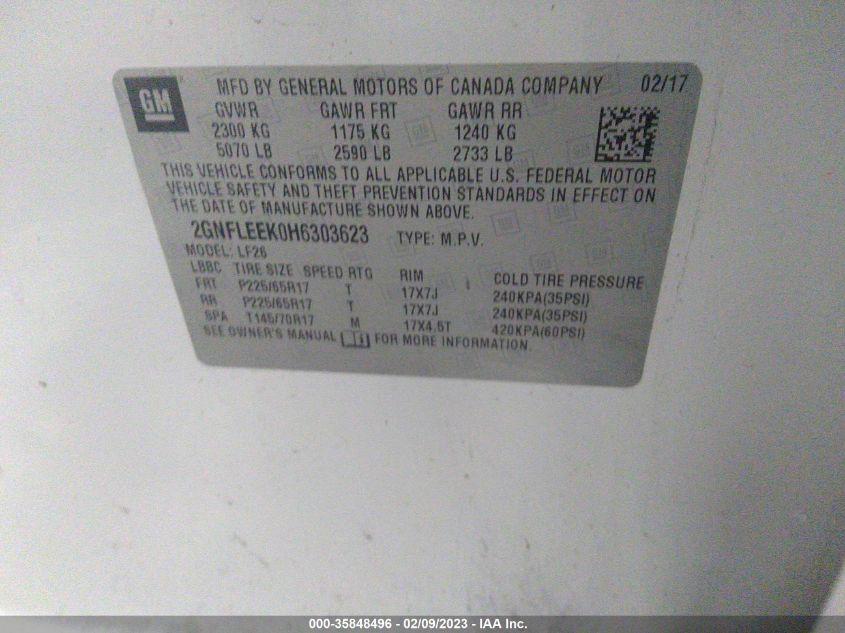 GM
MFD BY GENERAL MOTORS OF CANADA COMPANY 02/17
GVWR GAWR FRT GAWR RR
2300 KG 1175 KG 1240 KG
5070 LB 2590 LB 2733 LB
THIS VEHICLE CONFORMS TO ALL APPLICABLE U.S. FEDERAL MOTOR
VEHICLE SAFETY AND THEFT PREVENTION STANDARDS IN EFFECT ON
THE DATE OF MANUFACTURE SHOWN ABOVE.
2GNFLEEK0H6303623 TYPE: M.P.V.
MODEL: LF26
LBBC TIRE SIZE SPEED RTG RIM COLD TIRE PRESSURE
FRT P225/65R17 T 17X7J 240KPA(35PSI)
RR P225/65R17 T 17X7J 240KPA(35PSI)
SPA T145/70R17 M 17X4.5T 420KPA(60PSI)
SEE OWNER'S MANUAL FOR MORE INFORMATION.
000-35848496 - 02/09/2023 - IAA Inc.